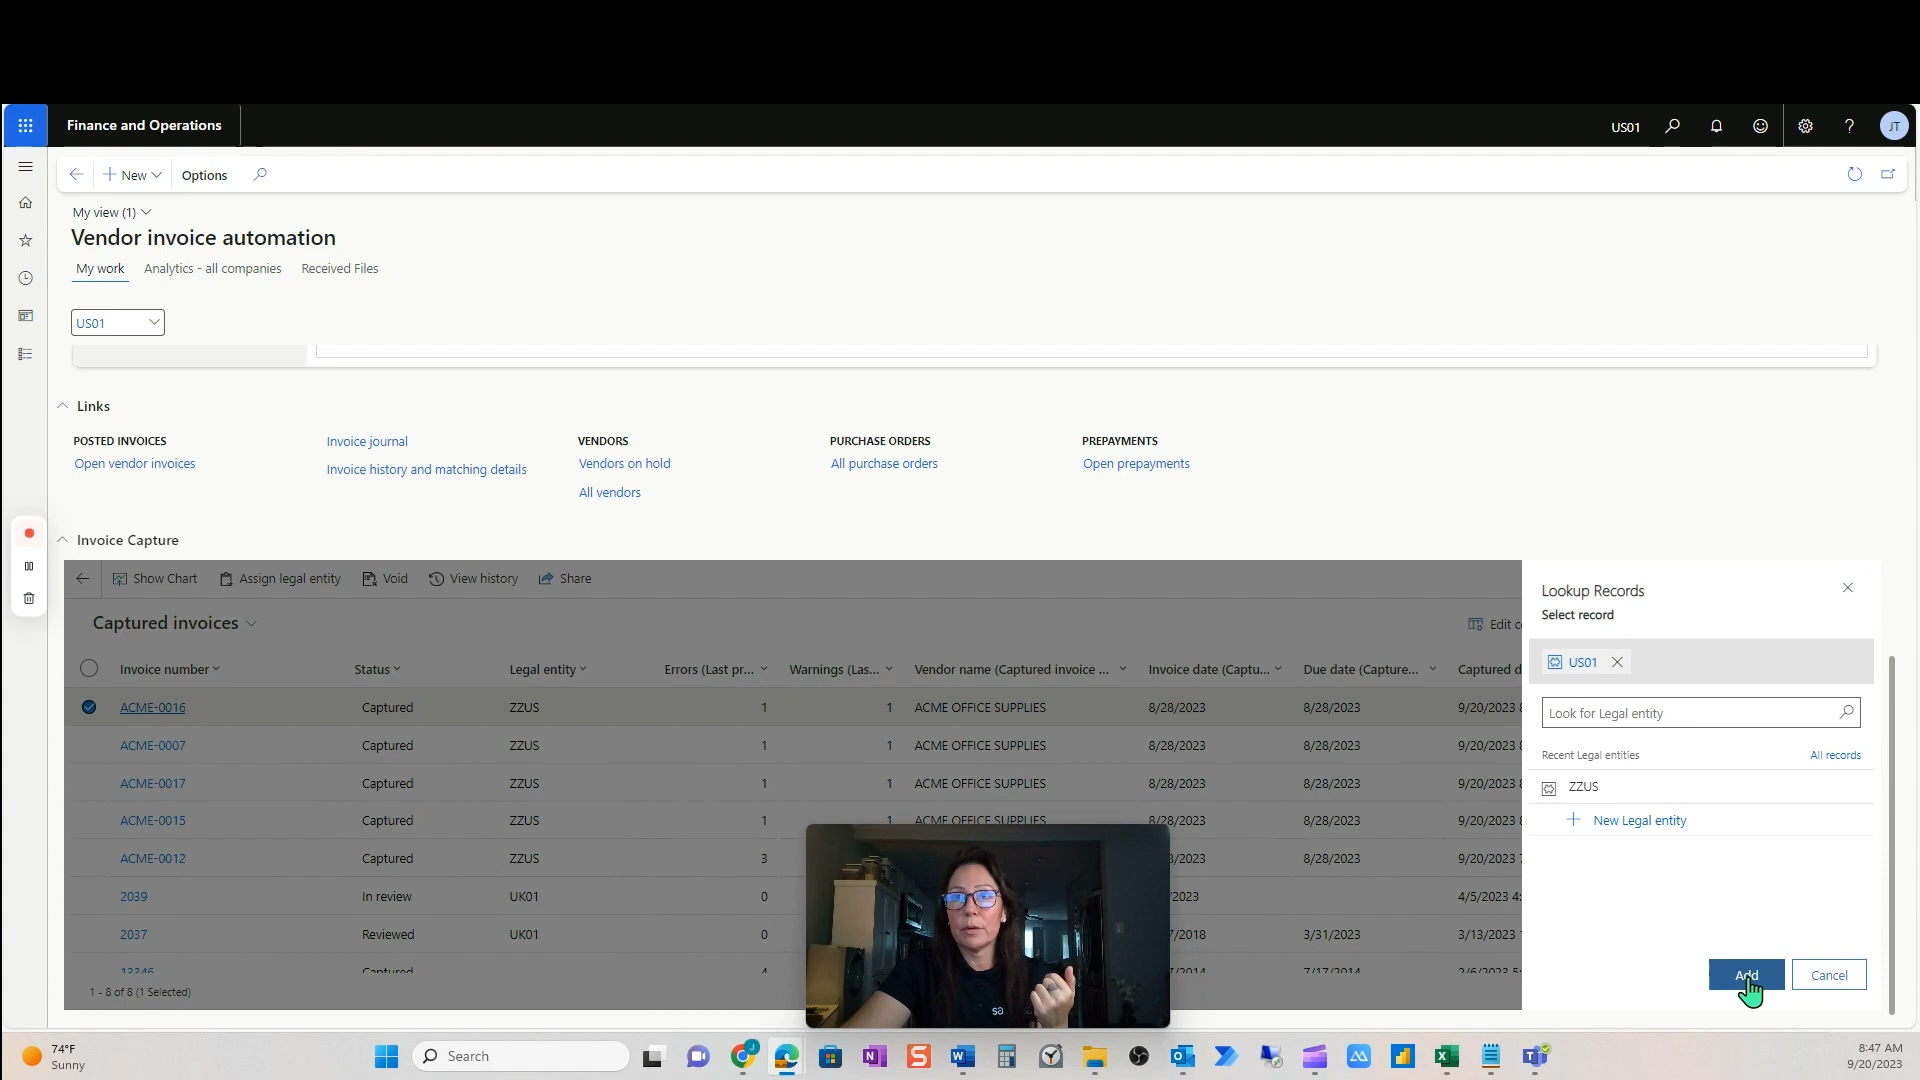 Finance and Operations
US01
?
JT
New
Options
My view (1)
Vendor invoice automation
My work
Analytics - all companies
Received Files
US01
Links
POSTED INVOICES
Open vendor invoices
Invoice journal
Invoice history and matching details
VENDORS
Vendors on hold
All vendors
PURCHASE ORDERS
All purchase orders
PREPAYMENTS
Open prepayments
Invoice Capture
Show Chart
Assign legal entity
Void
View history
Share
Captured invoices
Edit c
Invoice number Status Legal entity Errors (Last pr... Warnings (Las... Vendor name (Captured invoice ... Invoice date (Captu... Due date (Capture... Captured d
ACME-0016 Captured ZZUS 1 1 ACME OFFICE SUPPLIES 8/28/2023 8/28/2023 9/20/2023 8
ACME-0007 Captured ZZUS 1 1 ACME OFFICE SUPPLIES 8/28/2023 8/28/2023 9/20/2023 8
ACME-0017 Captured ZZUS 1 1 ACME OFFICE SUPPLIES 8/28/2023 8/28/2023 9/20/2023 8
ACME-0015 Captured ZZUS 1 1 ACME OFFICE SUPPLIES 8/28/2023 8/28/2023 9/20/2023 8
ACME-0012 Captured ZZUS 3 8/2023 8/28/2023 9/20/2023 7
2039 In review UK01 0 /2023 4/5/2023 4:
2037 Reviewed UK01 0 7/2018 3/31/2023 3/13/2023
13346 Captured 4 7/2014 7/17/2014 2/6/2023 5:
1 - 8 of 8 (1 Selected)
Lookup Records
Select record
US01
Look for Legal entity
Recent Legal entities
All records
ZZUS
New Legal entity
Add
Cancel
sa
74°F
Sunny
Search
8:47 AM
9/20/2023